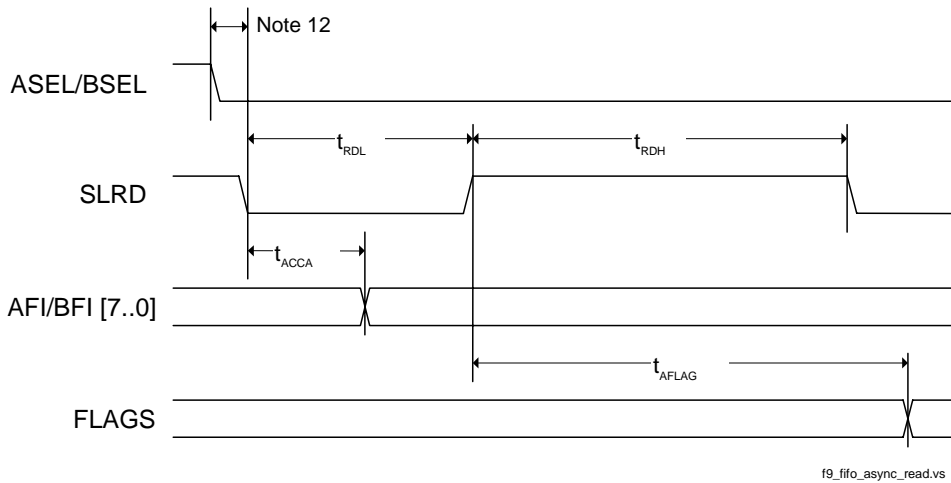 Note 12
ASEL/BSEL
tRDL
tRDH
SLRD
tACCA
AFI/BFI [7..0]
tAFLAG
FLAGS
f9_fifo_async_read.vs